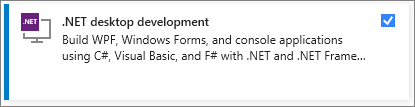 .NET
.NET desktop development
Build WPF, Windows Forms, and console applications
using C#, Visual Basic, and F# with .NET and .NET Frame...